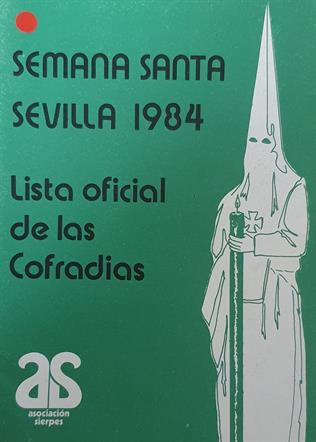 SEMANA SANTA
SEVILLA 1984
Lista oficial
de las
Cofradias
as
asociación
sierpes